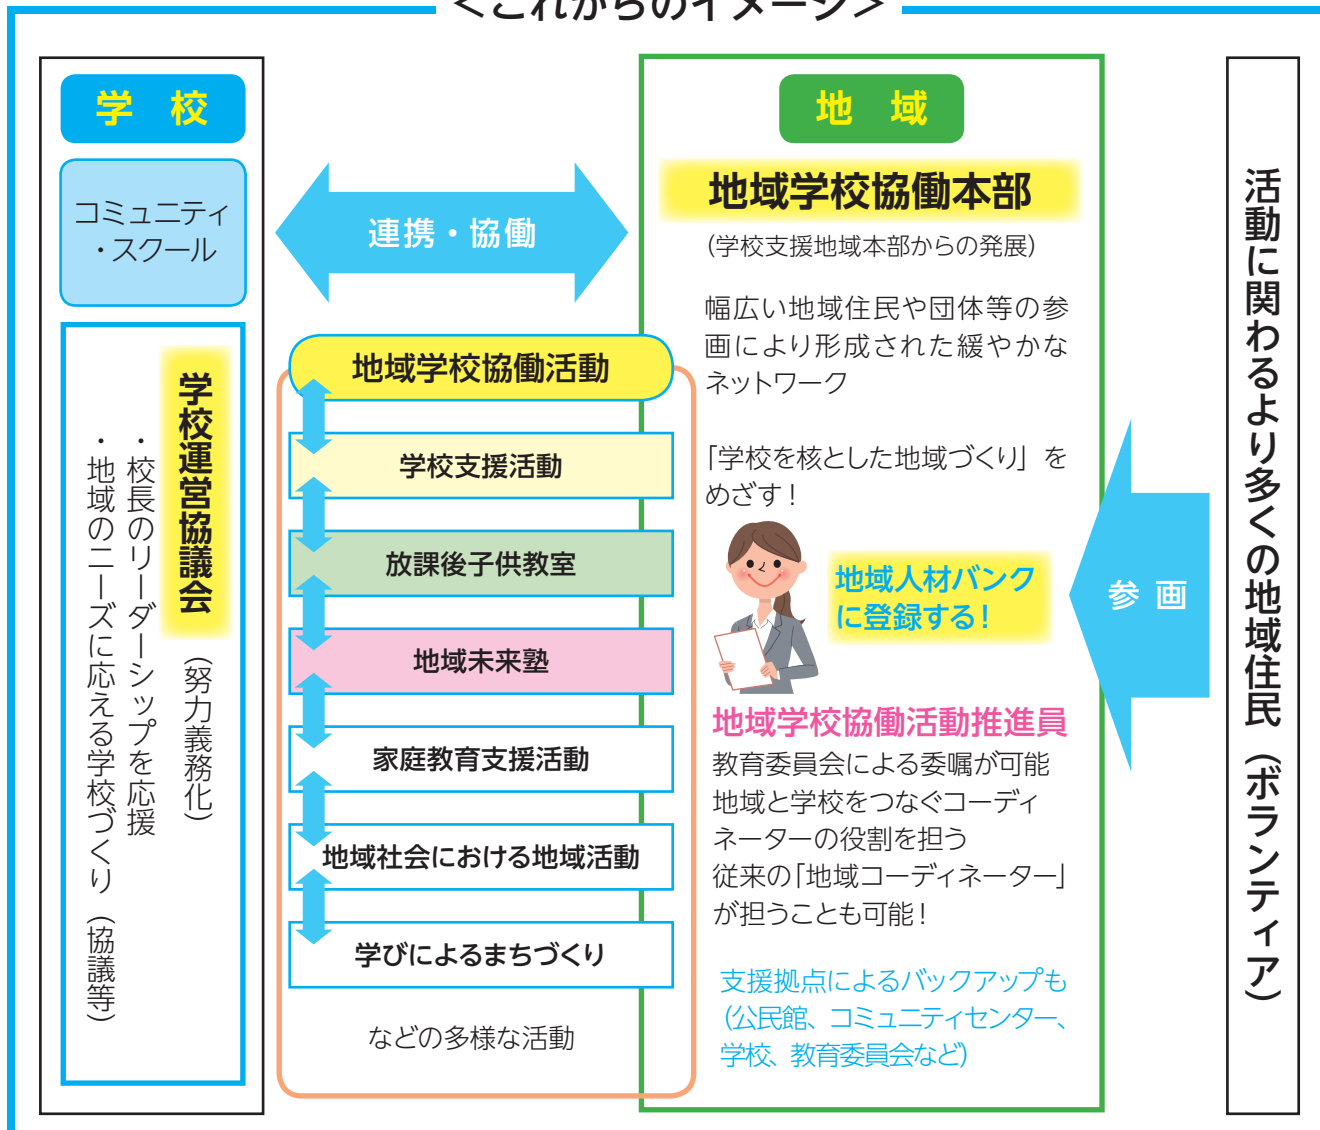 ＜これからのイメージ＞
学 校
コミュニティ
・スクール
学校運営協議会（努力義務化）
・校長のリーダーシップを応援
・地域のニーズに応える学校づくり（協議等）
連携・協働
地域学校協働活動
学校支援活動
放課後子供教室
地域未来塾
家庭教育支援活動
地域社会における地域活動
学びによるまちづくり
などの多様な活動
地 域
地域学校協働本部
（学校支援地域本部からの発展）
幅広い地域住民や団体等の参
画により形成された緩やかな
ネットワーク
「学校を核とした地域づくり」を
めざす！
地域人材バンク
に登録する！
地域学校協働活動推進員
教育委員会による委嘱が可能
地域と学校をつなぐコーディ
ネーターの役割を担う
従来の「地域コーディネーター」
が担うことも可能！
支援拠点によるバックアップも
（公民館、コミュニティセンター、
学校、教育委員会など）
参 画
活動に関わるより多くの地域住民（ボランティア）